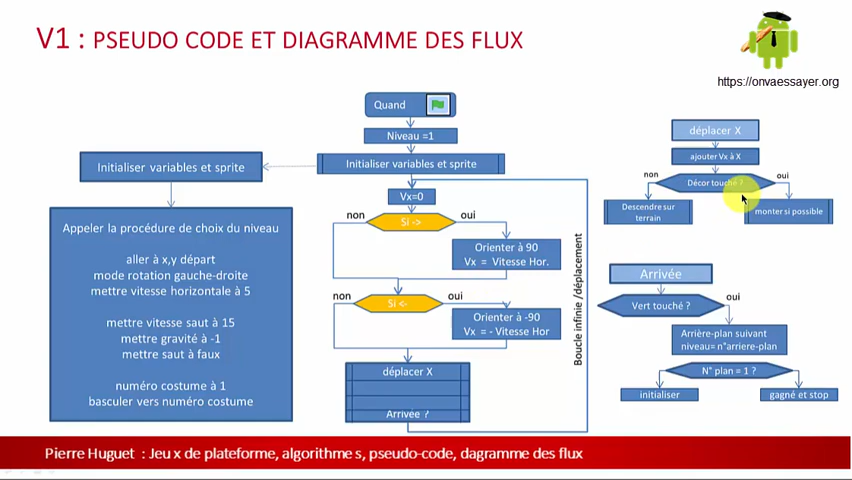 V1 : PSEUDO CODE ET DIAGRAMME DES FLUX
https://onvaessayer.org
Quand
Niveau =1
Initialiser variables et sprite
Initialiser variables et sprite
Appeler la procédure de choix du niveau
aller à x,y départ
mode rotation gauche-droite
mettre vitesse horizontale à 5
mettre vitesse saut à 15
mettre gravité à -1
mettre saut à faux
numéro costume à 1
basculer vers numéro costume
Vx=0
non
Si ->
oui
Orienter à 90
Vx = Vitesse Hor.
non
Si <-
oui
Orienter à -90
Vx = - Vitesse Hor
déplacer X
Arrivée ?
Boucle infinie /déplacement
déplacer X
ajouter Vx à X
non
Décor touché ?
oui
Descendre sur
terrain
monter si possible
Arrivée
Vert touché ?
oui
Arrière-plan suivant
niveau= n°arriere-plan
N° plan = 1 ?
initialiser
gagné et stop
Pierre Huguet : Jeu x de plateforme, algorithme s, pseudo-code, dagramme des flux